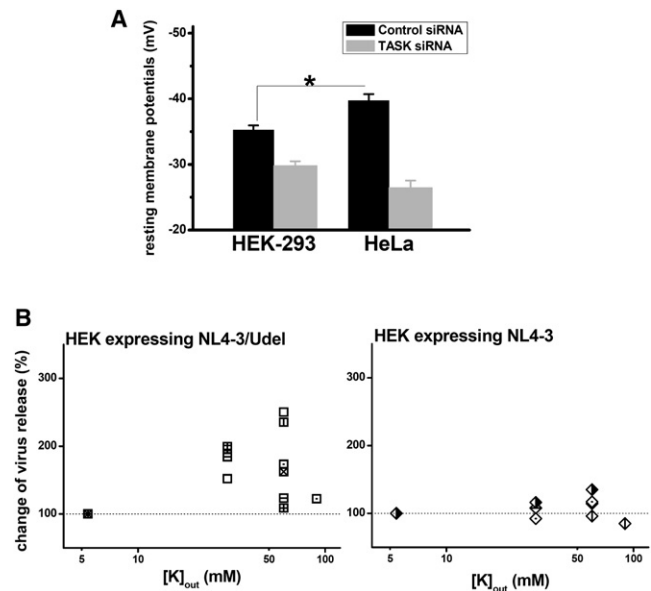 A
resting membrane potentials (mV)
-50
-40
-30
-20
Control siRNA
TASK siRNA
*
HEK-293 HeLa
B
HEK expressing NL4-3/Udel
change of virus release (%)
300
200
100
5 10 50 100
[K]out (mM)
HEK expressing NL4-3
300
200
100
5 10 50 100
[K]out (mM)